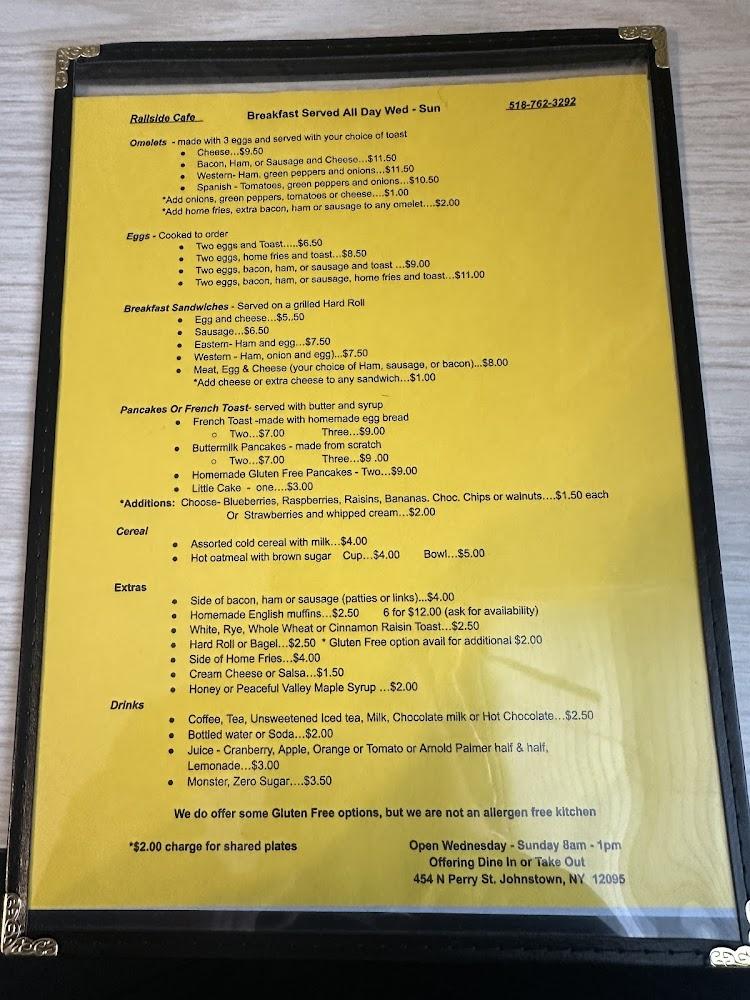 Railside Cafe Breakfast Served All Day Wed - Sun 518-762-3292
Omelets - made with 3 eggs and served with your choice of toast
• Cheese...$9.50
• Bacon, Ham, or Sausage and Cheese...$11.50
• Western- Ham, green peppers and onions...$11.50
• Spanish - Tomatoes, green peppers and onions...$10.50
*Add onions, green peppers, tomatoes or cheese....$1.00
*Add home fries, extra bacon, ham or sausage to any omelet....$2.00
Eggs - Cooked to order
• Two eggs and Toast.....$6.50
• Two eggs, home fries and toast...$8.50
• Two eggs, bacon, ham, or sausage and toast ...$9.00
• Two eggs, bacon, ham, or sausage, home fries and toast...$11.00
Breakfast Sandwiches - Served on a grilled Hard Roll
• Egg and cheese...$5..50
• Sausage...$6.50
• Eastern- Ham and egg...$7.50
• Western - Ham, onion and egg)...$7.50
• Meat, Egg & Cheese (your choice of Ham, sausage, or bacon)...$8.00
*Add cheese or extra cheese to any sandwich...$1.00
Pancakes Or French Toast- served with butter and syrup
• French Toast -made with homemade egg bread
○ Two...$7.00 Three...$9.00
• Buttermilk Pancakes - made from scratch
○ Two...$7.00 Three...$9 .00
• Homemade Gluten Free Pancakes - Two...$9.00
• Little Cake - one....$3.00
*Additions: Choose- Blueberries, Raspberries, Raisins, Bananas. Choc. Chips or walnuts....$1.50 each
Or Strawberries and whipped cream...$2.00
Cereal
• Assorted cold cereal with milk...$4.00
• Hot oatmeal with brown sugar Cup...$4.00 Bowl...$5.00
Extras
• Side of bacon, ham or sausage (patties or links)...$4.00
• Homemade English muffins...$2.50 6 for $12.00 (ask for availability)
• White, Rye, Whole Wheat or Cinnamon Raisin Toast...$2.50
• Hard Roll or Bagel...$2.50 * Gluten Free option avail for additional $2.00
• Side of Home Fries...$4.00
• Cream Cheese or Salsa...$1.50
• Honey or Peaceful Valley Maple Syrup ...$2.00
Drinks
• Coffee, Tea, Unsweetened Iced tea, Milk, Chocolate milk or Hot Chocolate...$2.50
• Bottled water or Soda...$2.00
• Juice - Cranberry, Apple, Orange or Tomato or Arnold Palmer half & half,
Lemonade...$3.00
• Monster, Zero Sugar....$3.50
We do offer some Gluten Free options, but we are not an allergen free kitchen
*$2.00 charge for shared plates
Open Wednesday - Sunday 8am - 1pm
Offering Dine In or Take Out
454 N Perry St. Johnstown, NY 12095